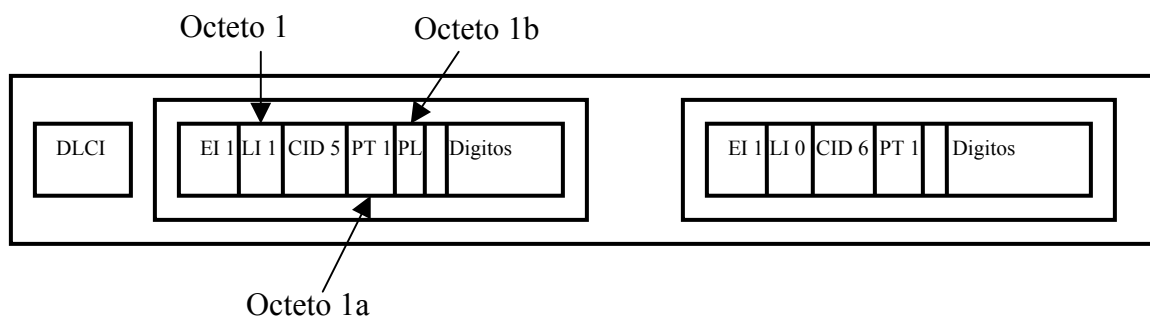 Octeto 1 Octeto 1b
DLCI EI 1 LI 1 CID 5 PT 1 PL Digitos EI 1 LI 0 CID 6 PT 1 Digitos
Octeto 1a